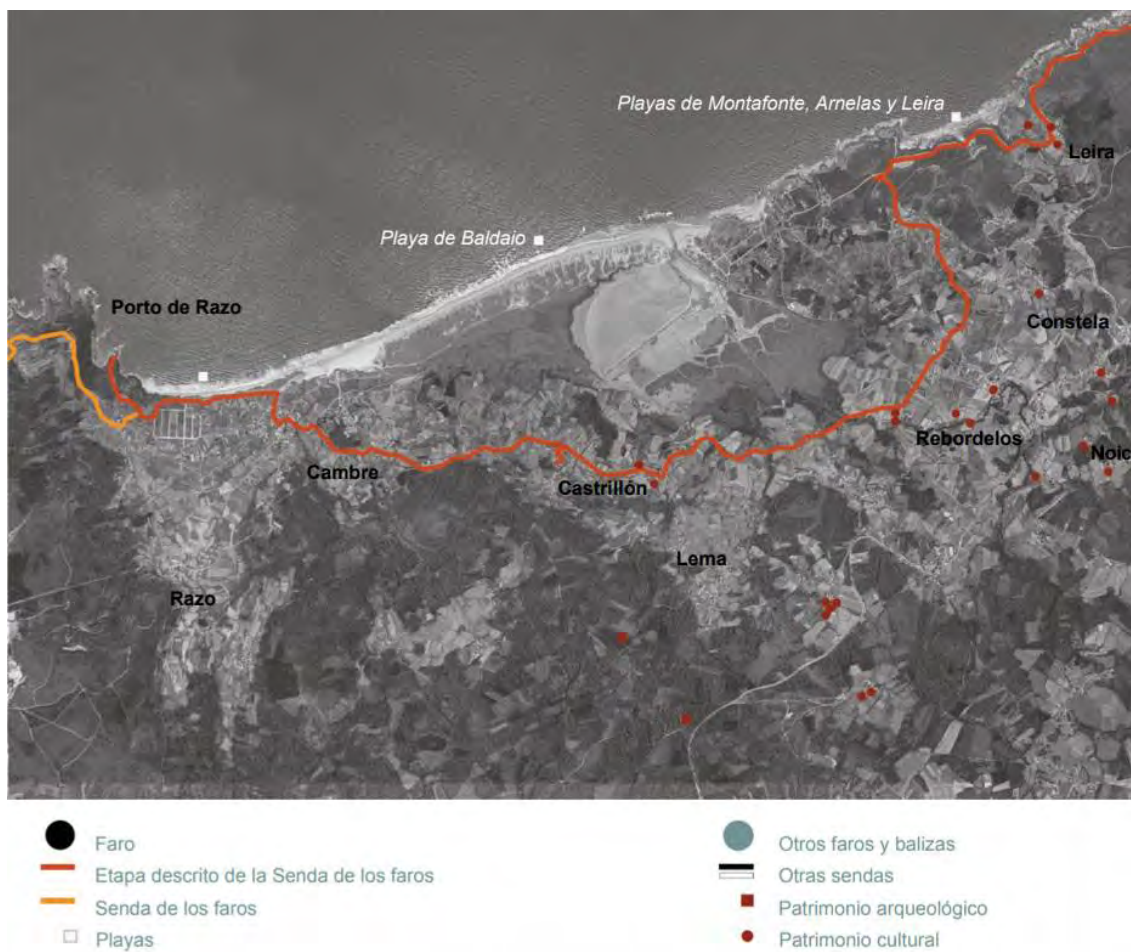 Playas de Montafonte, Arnelas y Leira
Leira
Playa de Baldaio
Porto de Razo
Constela
Rebordelos
Noic
Cambre
Castrillón
Lema
Razo
Faro
Etapa descrito de la Senda de los faros
Senda de los faros
Playas
Otros faros y balizas
Otras sendas
Patrimonio arqueológico
Patrimonio cultural